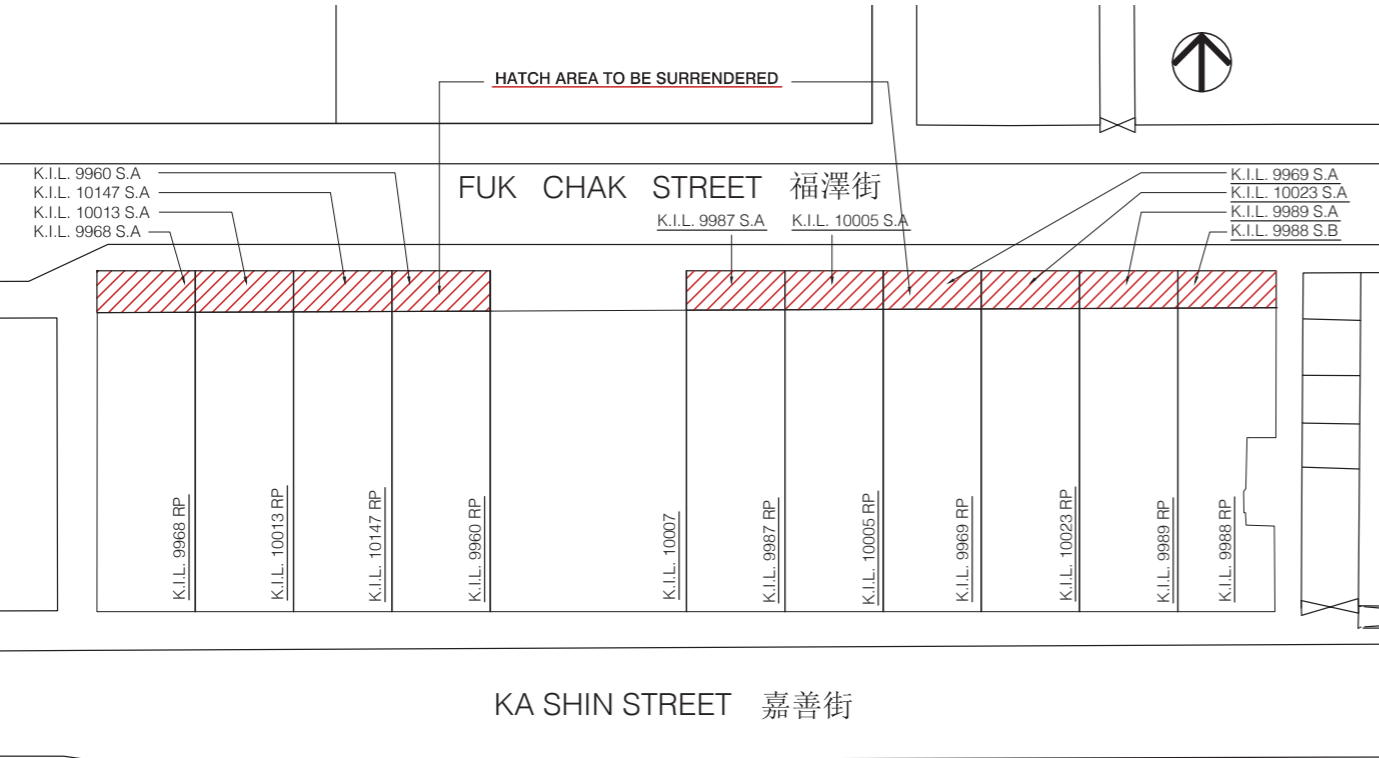 HATCH AREA TO BE SURRENDERED
K.I.L. 9960 S.A
K.I.L. 10147 S.A
K.I.L. 10013 S.A
K.I.L. 9968 S.A
FUK CHAK STREET 福澤街
K.I.L. 9987 S.A
K.I.L. 10005 S.A
K.I.L. 9969 S.A
K.I.L. 10023 S.A
K.I.L. 9989 S.A
K.I.L. 9988 S.B
K.I.L. 9968 RP
K.I.L. 10013 RP
K.I.L. 10147 RP
K.I.L. 9960 RP
K.I.L. 10007
K.I.L. 9987 RP
K.I.L. 10005 RP
K.I.L. 9969 RP
K.I.L. 10023 RP
K.I.L. 9989 RP
K.I.L. 9988 RP
KA SHIN STREET 嘉善街